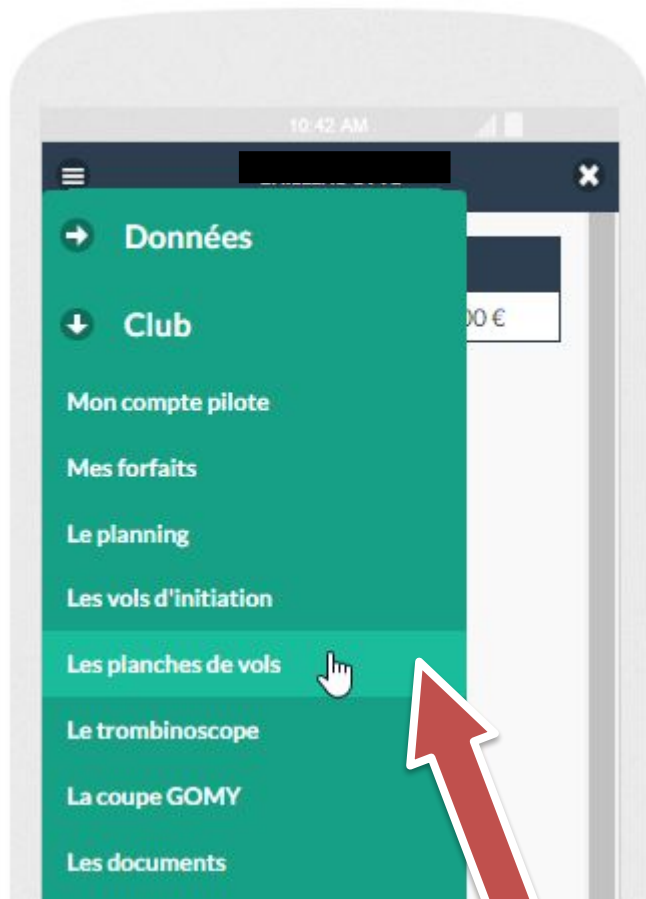 10:42 AM
Données
Club
00 €
Mon compte pilote
Mes forfaits
Le planning
Les vols d'initiation
Les planches de vols
Le trombinoscope
La coupe GOMY
Les documents